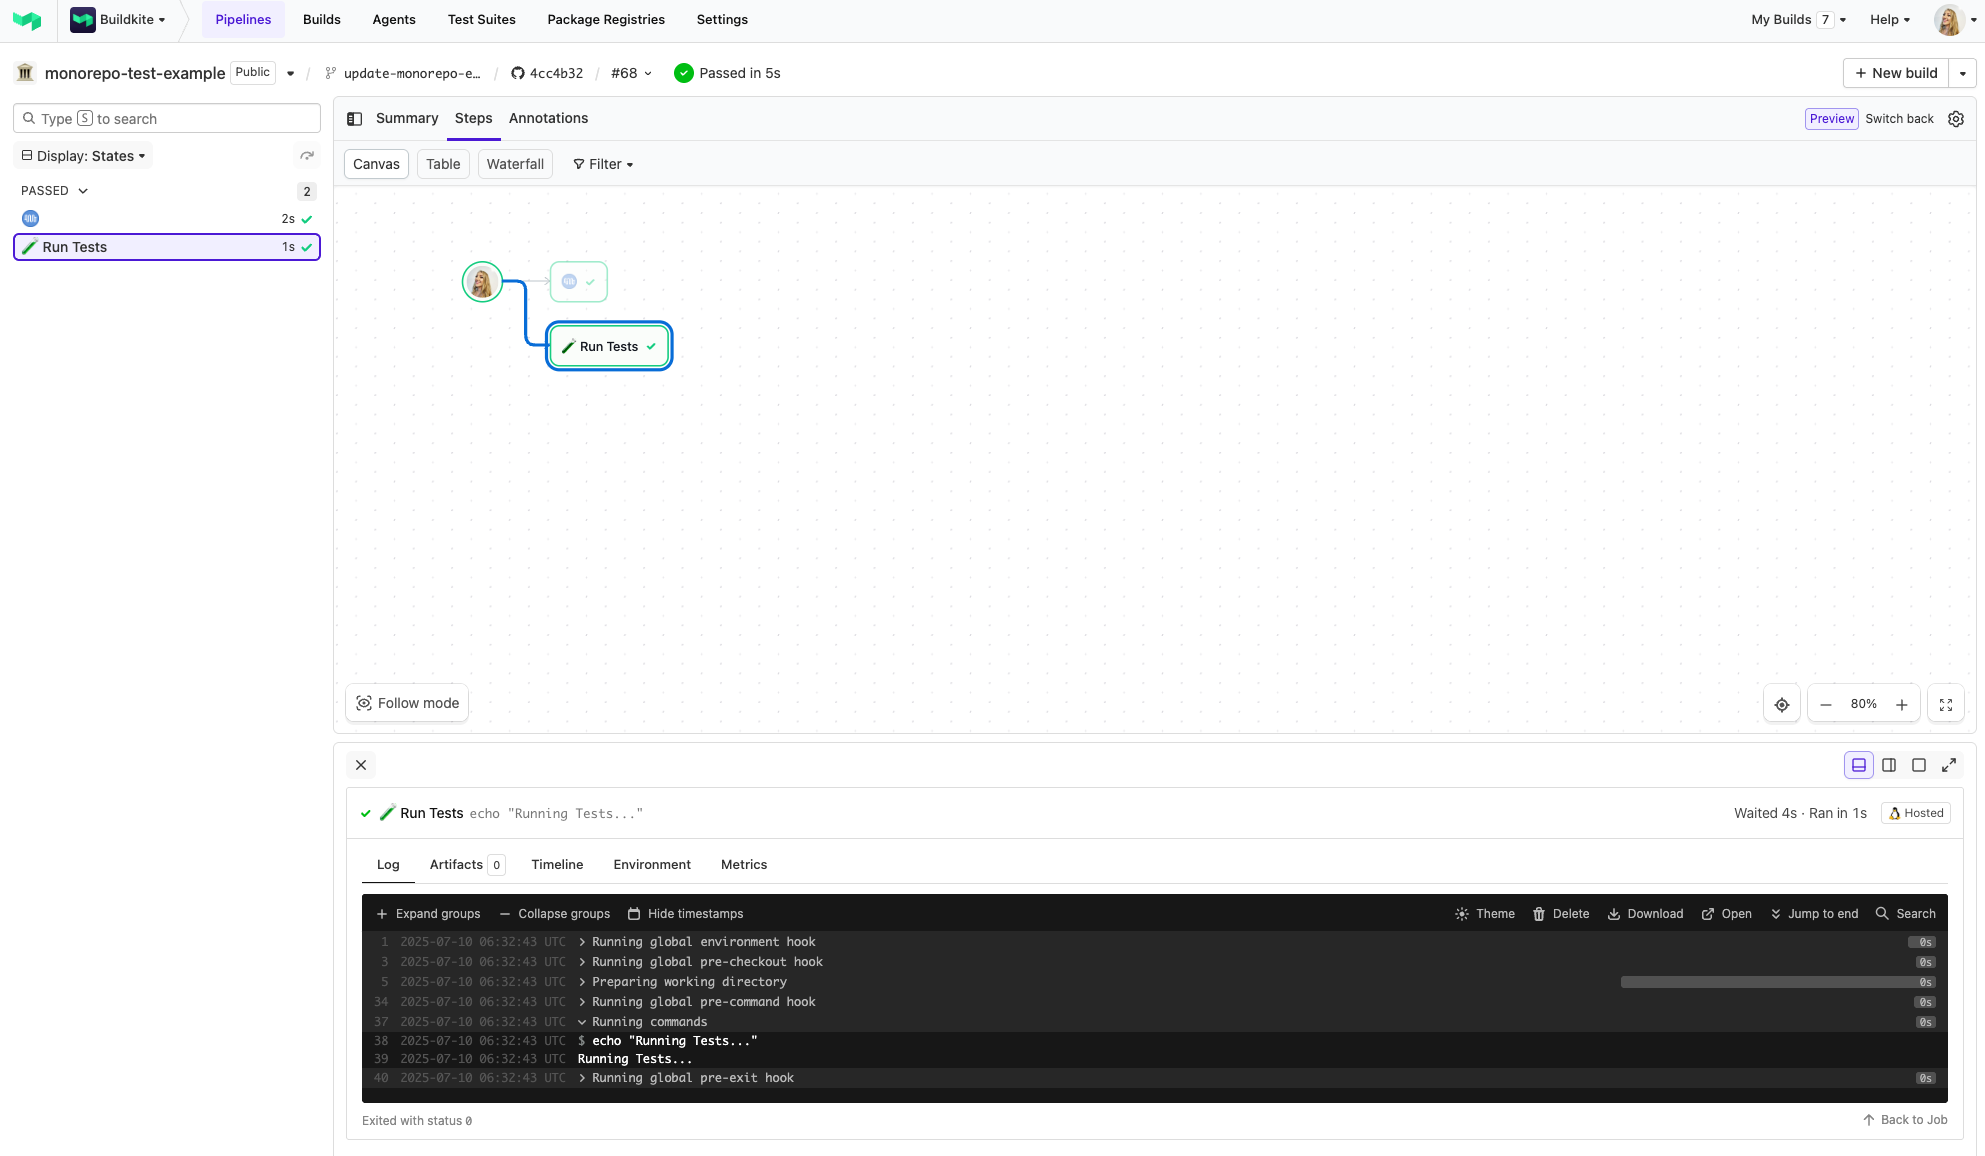 Buildkite Pipelines Builds Agents Test Suites Package Registries Settings My Builds 7 Help
monorepo-test-example Public / update-monorepo-e… / 4cc4b32 / #68 Passed in 5s + New build
Type S to search
Summary Steps Annotations Preview Switch back
Display: States
Canvas Table Waterfall Filter
PASSED 2
2s
Run Tests 1s
Run Tests
Follow mode
80%
Run Tests echo "Running Tests..." Waited 4s · Ran in 1s Hosted
Log Artifacts 0 Timeline Environment Metrics
Expand groups Collapse groups Hide timestamps Theme Delete Download Open Jump to end Search
1 2025-07-10 06:32:43 UTC Running global environment hook 0s
3 2025-07-10 06:32:43 UTC Running global pre-checkout hook 0s
5 2025-07-10 06:32:43 UTC Preparing working directory 0s
34 2025-07-10 06:32:43 UTC Running global pre-command hook 0s
37 2025-07-10 06:32:43 UTC Running commands 0s
38 2025-07-10 06:32:43 UTC $ echo "Running Tests..."
39 2025-07-10 06:32:43 UTC Running Tests...
40 2025-07-10 06:32:43 UTC Running global pre-exit hook 0s
Exited with status 0 Back to Job